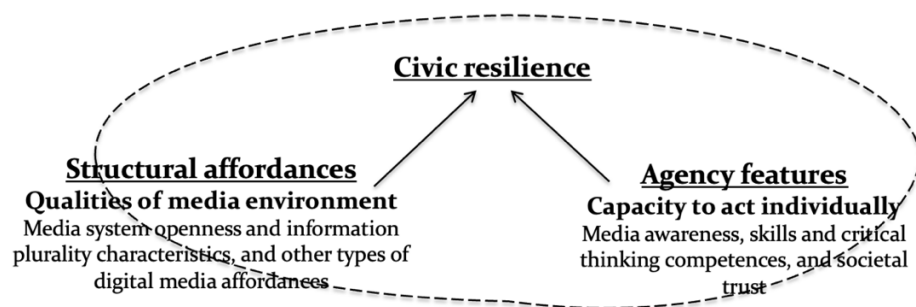 Civic resilience
Structural affordances
Qualities of media environment
Media system openness and information
plurality characteristics, and other types of
digital media affordances
Agency features
Capacity to act individually
Media awareness, skills and critical
thinking competences, and societal
trust